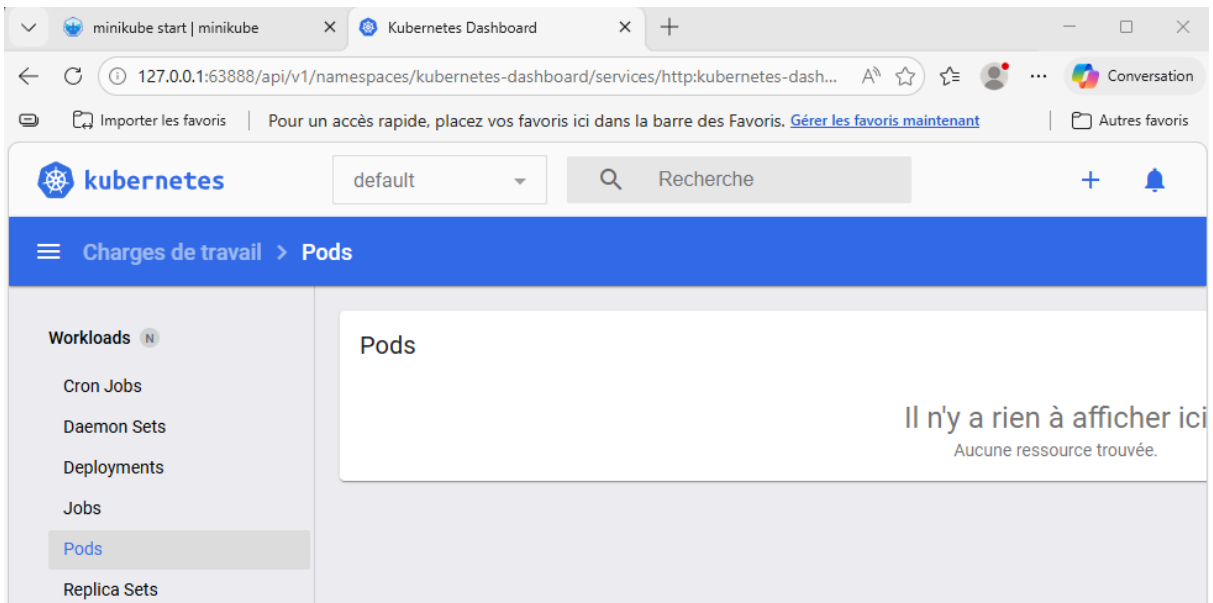 minikube start | minikube
Kubernetes Dashboard
127.0.0.1:63888/api/v1/namespaces/kubernetes-dashboard/services/http:kubernetes-dash...
Conversation
Importer les favoris
Pour un accès rapide, placez vos favoris ici dans la barre des Favoris. Gérer les favoris maintenant
Autres favoris
kubernetes
default
Recherche
Charges de travail > Pods
Workloads N
Cron Jobs
Daemon Sets
Deployments
Jobs
Pods
Replica Sets
Pods
Il n'y a rien à afficher ici
Aucune ressource trouvée.